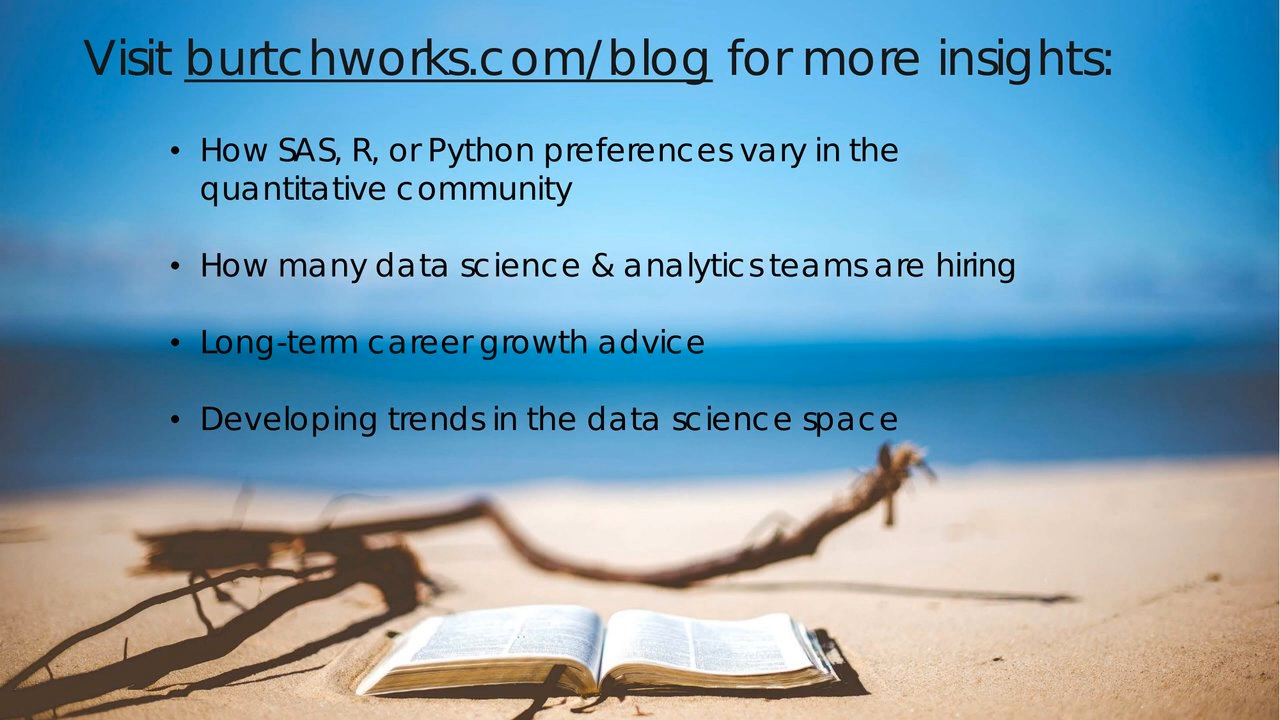 Visit burtchworks.com/blog for more insights:
• How SAS, R, or Python preferences vary in the
quantitative community
• How many data science & analytics teams are hiring
• Long-term career growth advice
• Developing trends in the data science space